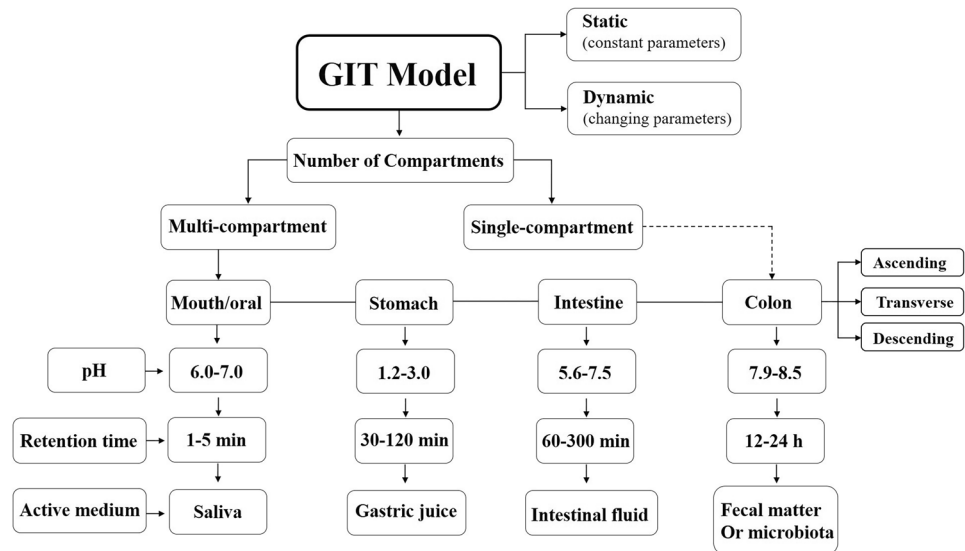 Static
(constant parameters)
GIT Model
Dynamic
(changing parameters)
Number of Compartments
Multi-compartment
Single-compartment
Ascending
Mouth/oral
Stomach
Intestine
Colon
Transverse
Descending
pH
6.0-7.0
1.2-3.0
5.6-7.5
7.9-8.5
Retention time
1-5 min
30-120 min
60-300 min
12-24 h
Active medium
Saliva
Gastric juice
Intestinal fluid
Fecal matter
Or microbiota